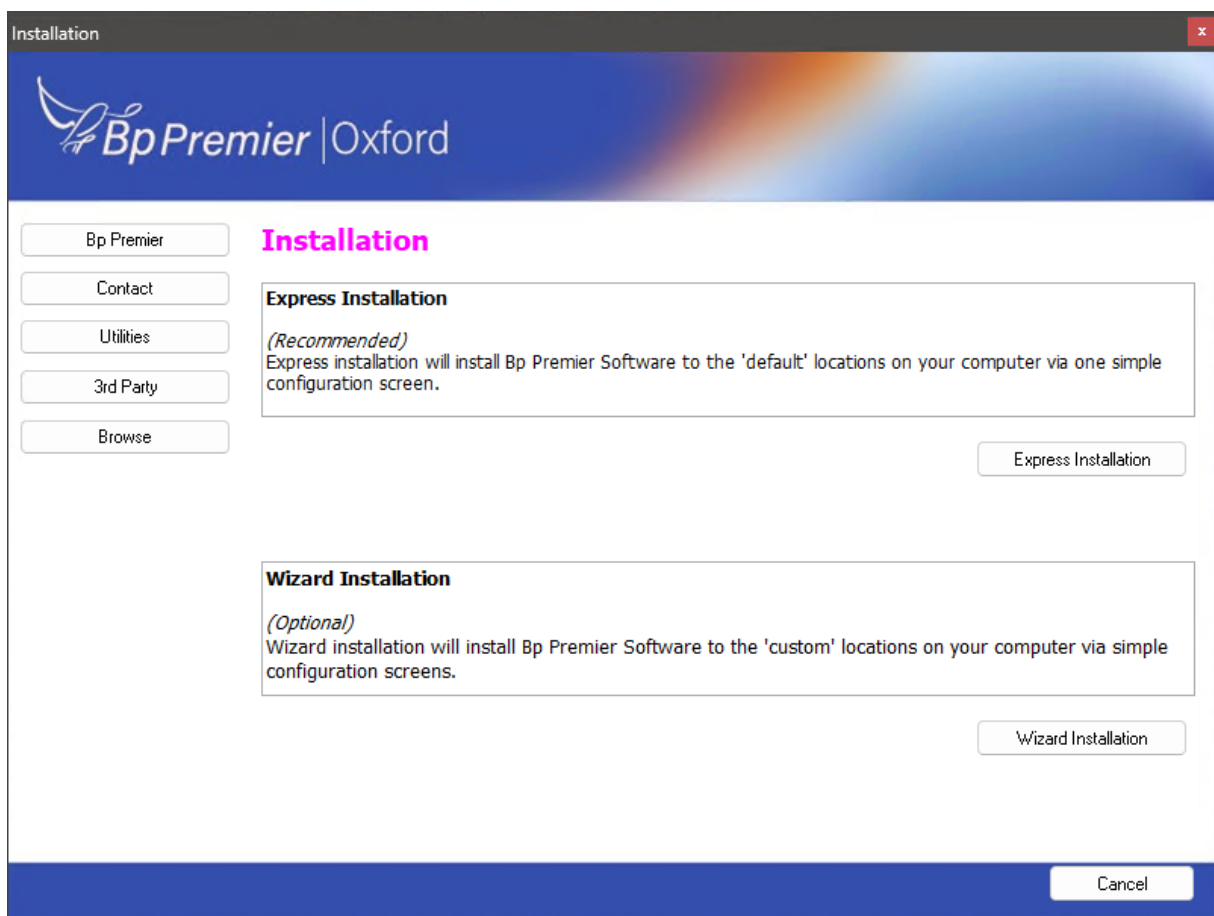 Installation
x
Bp Premier | Oxford
Bp Premier
Contact
Utilities
3rd Party
Browse
Installation
Express Installation
(Recommended)
Express installation will install Bp Premier Software to the 'default' locations on your computer via one simple
configuration screen.
Express Installation
Wizard Installation
(Optional)
Wizard installation will install Bp Premier Software to the 'custom' locations on your computer via simple
configuration screens.
Wizard Installation
Cancel